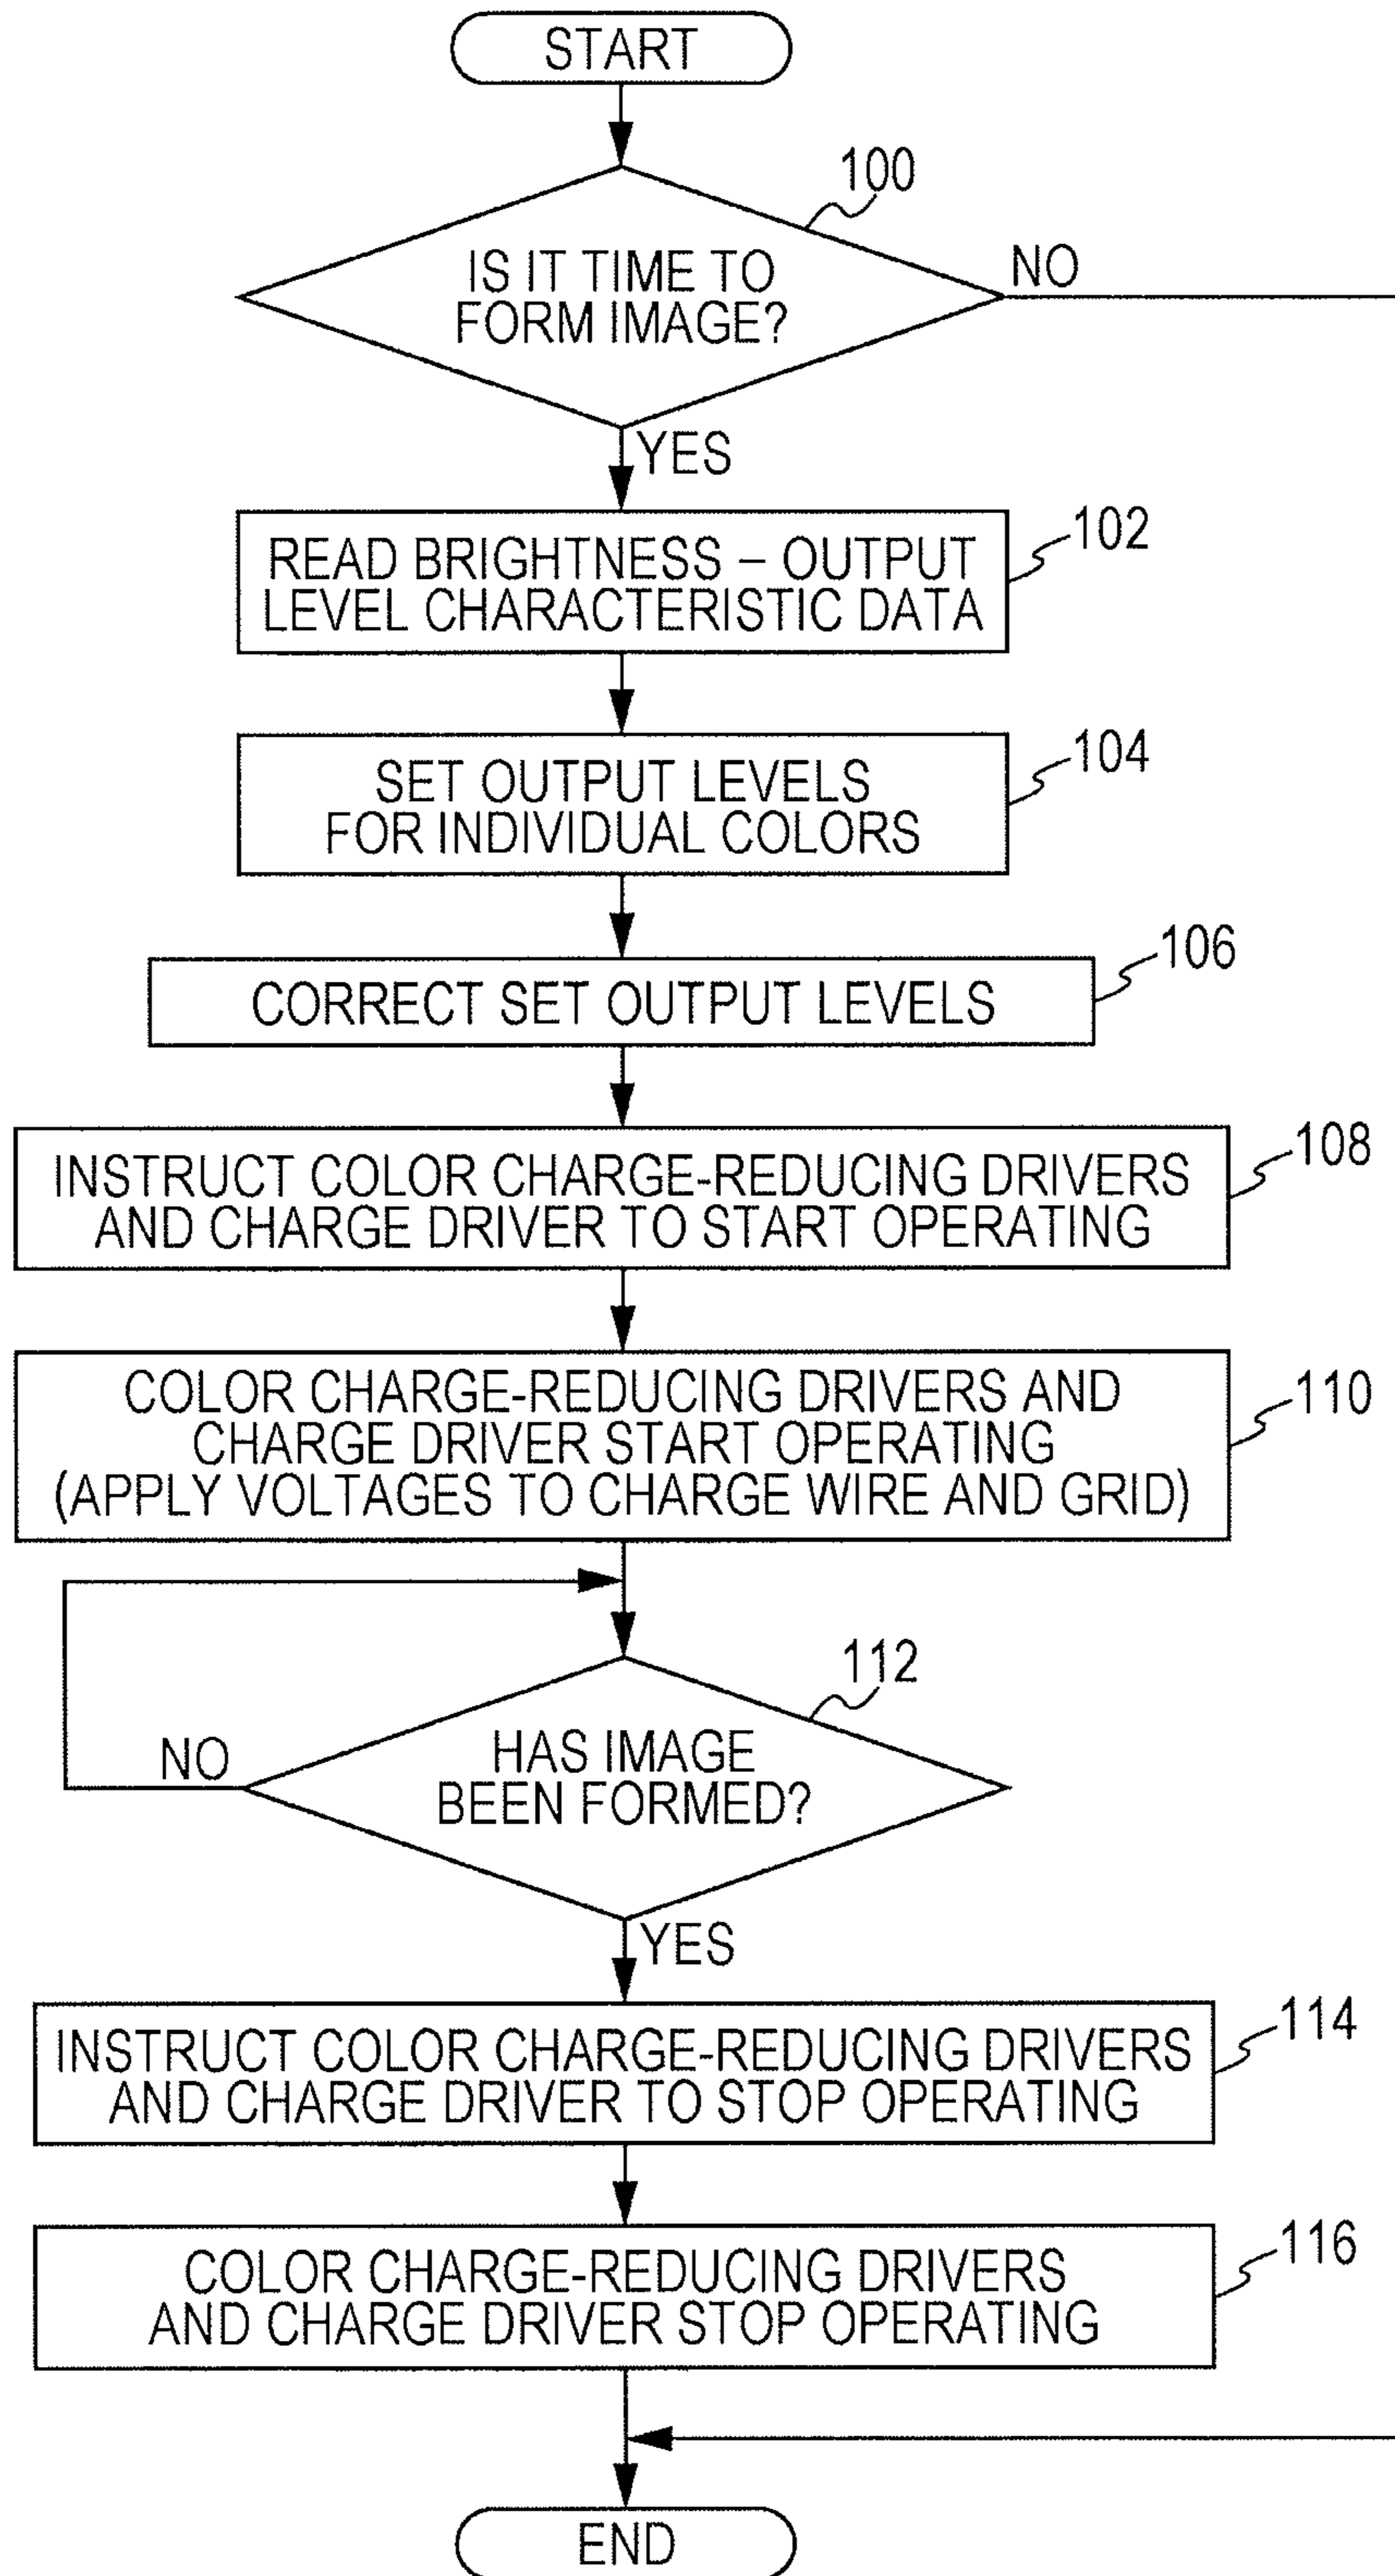 START
100
IS IT TIME TO
FORM IMAGE?
NO
YES
102
READ BRIGHTNESS – OUTPUT
LEVEL CHARACTERISTIC DATA
104
SET OUTPUT LEVELS
FOR INDIVIDUAL COLORS
106
CORRECT SET OUTPUT LEVELS
108
INSTRUCT COLOR CHARGE-REDUCING DRIVERS
AND CHARGE DRIVER TO START OPERATING
110
COLOR CHARGE-REDUCING DRIVERS AND
CHARGE DRIVER START OPERATING
(APPLY VOLTAGES TO CHARGE WIRE AND GRID)
112
HAS IMAGE
BEEN FORMED?
NO
YES
114
INSTRUCT COLOR CHARGE-REDUCING DRIVERS
AND CHARGE DRIVER TO STOP OPERATING
116
COLOR CHARGE-REDUCING DRIVERS
AND CHARGE DRIVER STOP OPERATING
END